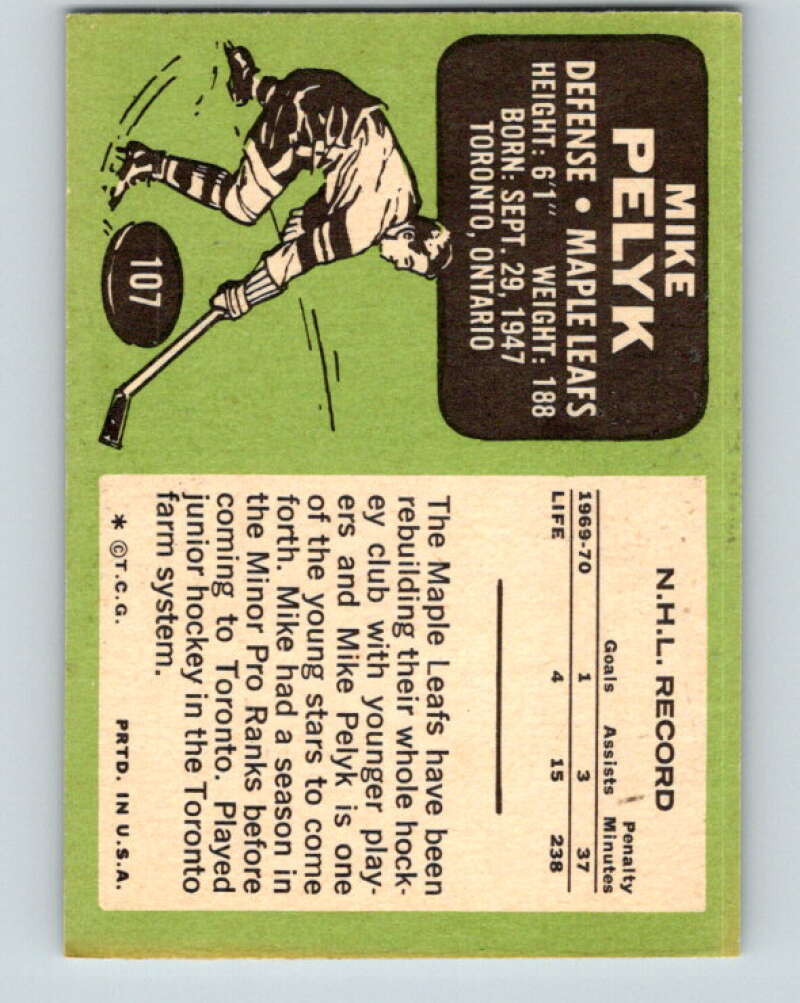 MIKE
PELYK
DEFENSE • MAPLE LEAFS
HEIGHT: 6'1" WEIGHT: 188
BORN: SEPT. 29, 1947
TORONTO, ONTARIO
107
N.H.L. RECORD
Goals Assists Penalty Minutes
1969-70 1 3 37
LIFE 4 15 238
The Maple Leafs have been
rebuilding their whole hock-
ey club with younger play-
ers and Mike Pelyk is one
of the young stars to come
forth. Mike had a season in
the Minor Pro Ranks before
coming to Toronto. Played
junior hockey in the Toronto
farm system.
* ©T.C.G. PRTD. IN U.S.A.